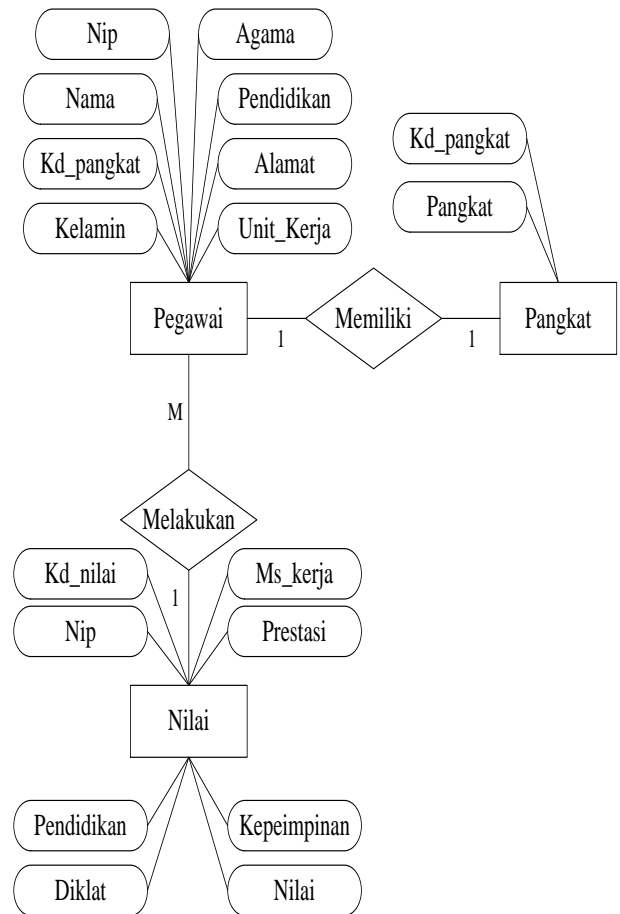 Nip
Agama
Nama
Pendidikan
Kd_pangkat
Kd_pangkat
Alamat
Pangkat
Kelamin
Unit_Kerja
Pegawai
Memiliki
Pangkat
1
1
M
Melakukan
Kd_nilai
Ms_kerja
1
Nip
Prestasi
Nilai
Pendidikan
Kepeimpinan
Diklat
Nilai